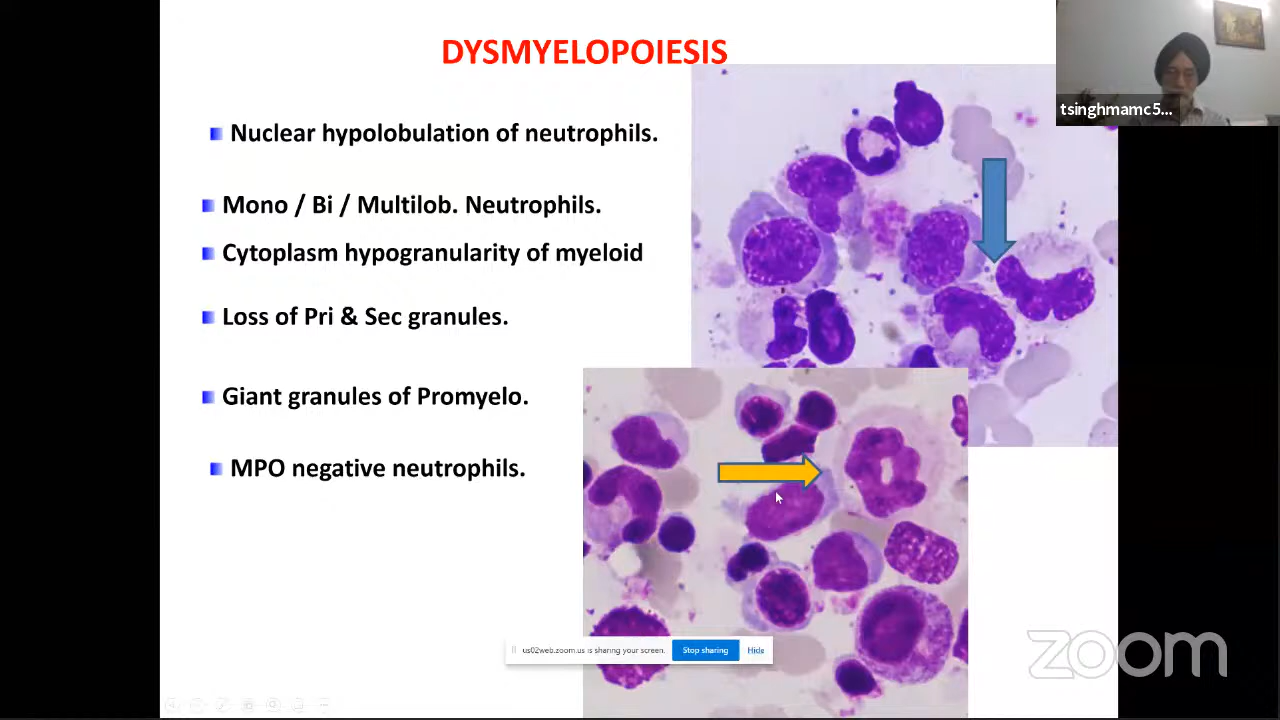 DYSMYELOPOIESIS
tsinghmamc5...
Nuclear hypolobulation of neutrophils.
Mono / Bi / Multilob. Neutrophils.
Cytoplasm hypogranularity of myeloid
Loss of Pri & Sec granules.
Giant granules of Promyelo.
MPO negative neutrophils.
us02web.zoom.us is sharing your screen. Stop sharing Hide
zoom